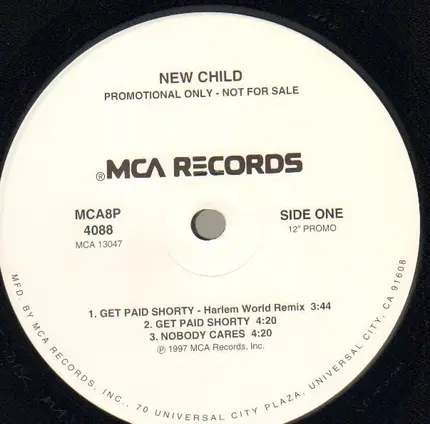 NEW CHILD
PROMOTIONAL ONLY - NOT FOR SALE
® MCA RECORDS
MCA8P
4088
MCA 13047
SIDE ONE
12" PROMO
1. GET PAID SHORTY - Harlem World Remix 3:44
2. GET PAID SHORTY 4:20
3. NOBODY CARES 4:20
℗ 1997 MCA Records, Inc.
MFD. BY MCA RECORDS, INC., 70 UNIVERSAL CITY PLAZA, UNIVERSAL CITY, CA 91608